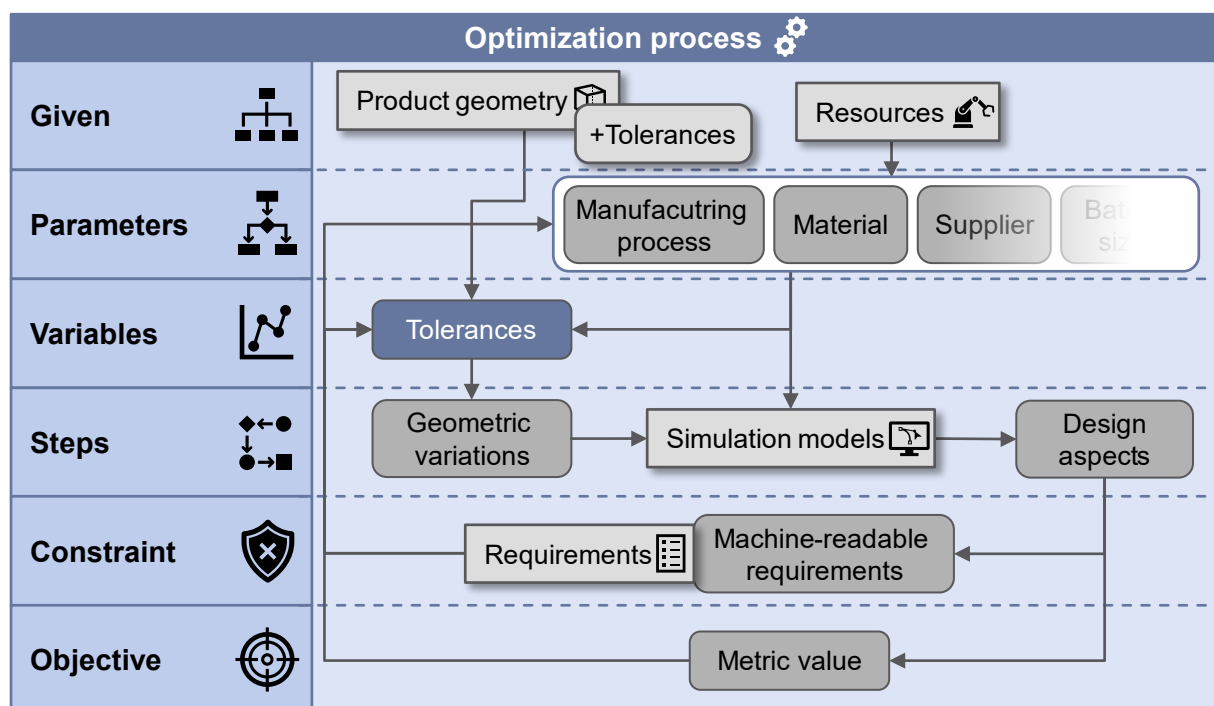 Optimization process
Given
Product geometry
+Tolerances
Resources
Parameters
Manufacutring
process
Material
Supplier
Variables
Tolerances
Steps
Geometric
variations
Simulation models
Design
aspects
Constraint
Requirements
Machine-readable
requirements
Objective
Metric value